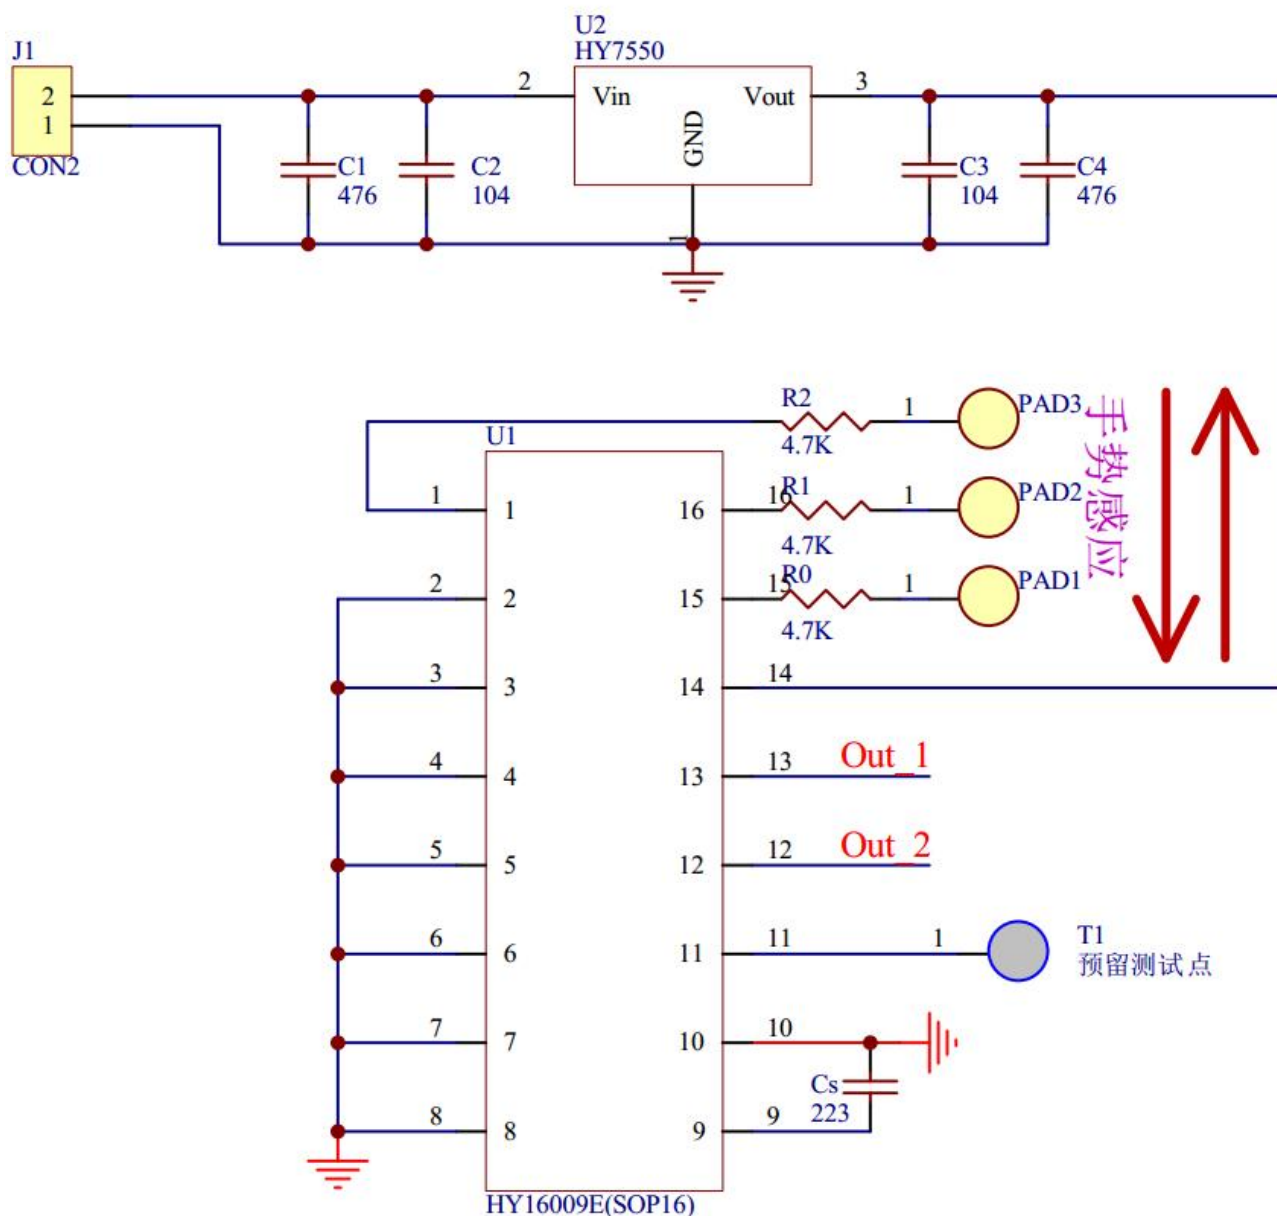 U2
HY7550
J1
2
1
CON2
2
Vin
Vout
3
GND
1
C1
476
C2
104
C3
104
C4
476
R2
4.7K
1
PAD3
手势感应
U1
1
1
16
16
R1
4.7K
1
PAD2
2
2
15
15
R0
4.7K
1
PAD1
3
3
14
14
4
4
13
13
Out_1
5
5
12
12
Out_2
6
6
11
11
1
T1
预留测试点
7
7
10
10
Cs
223
8
8
9
9
HY16009E(SOP16)